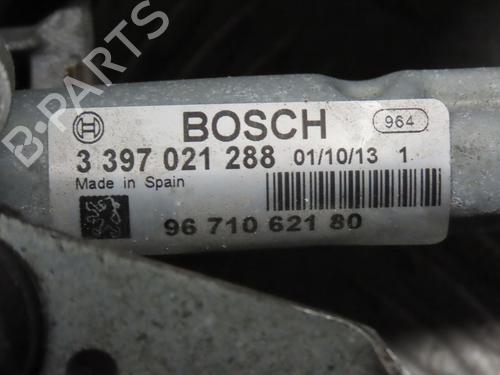 BOSCH 964
3 397 021 288 01/10/13 1
Made in Spain
96 710 621 80
B-PARTS